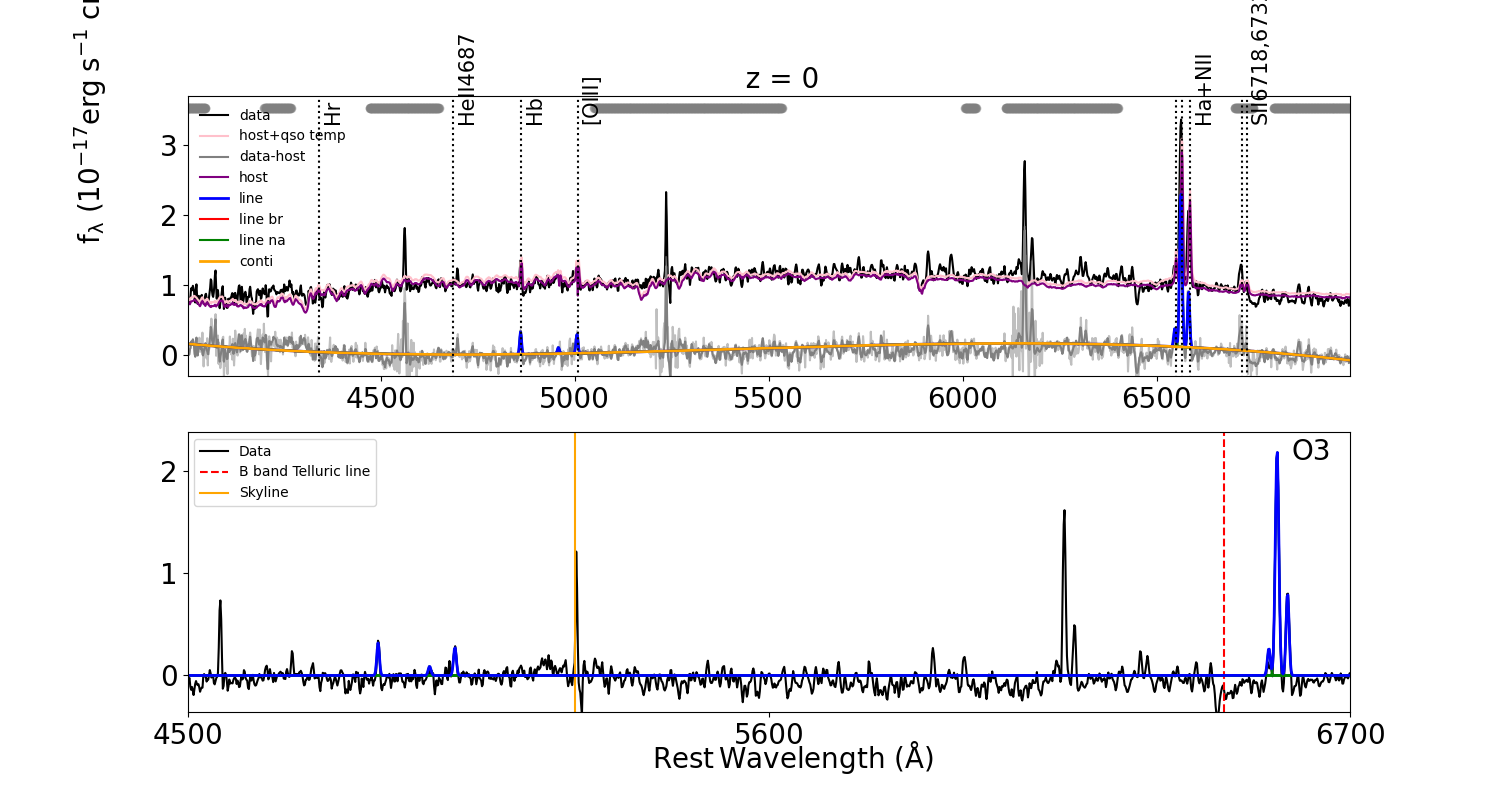 z = 0
f_λ (10^{−17}erg s^{−1}
Hr
HeII4687
Hb
[OIII]
Ha+NII
SII6718,673
data
host+qso temp
data-host
host
line
line br
line na
conti
3
2
1
0
4500 5000 5500 6000 6500
O3
Data
B band Telluric line
Skyline
2
1
0
4500 5600 6700
Rest Wavelength (Å)